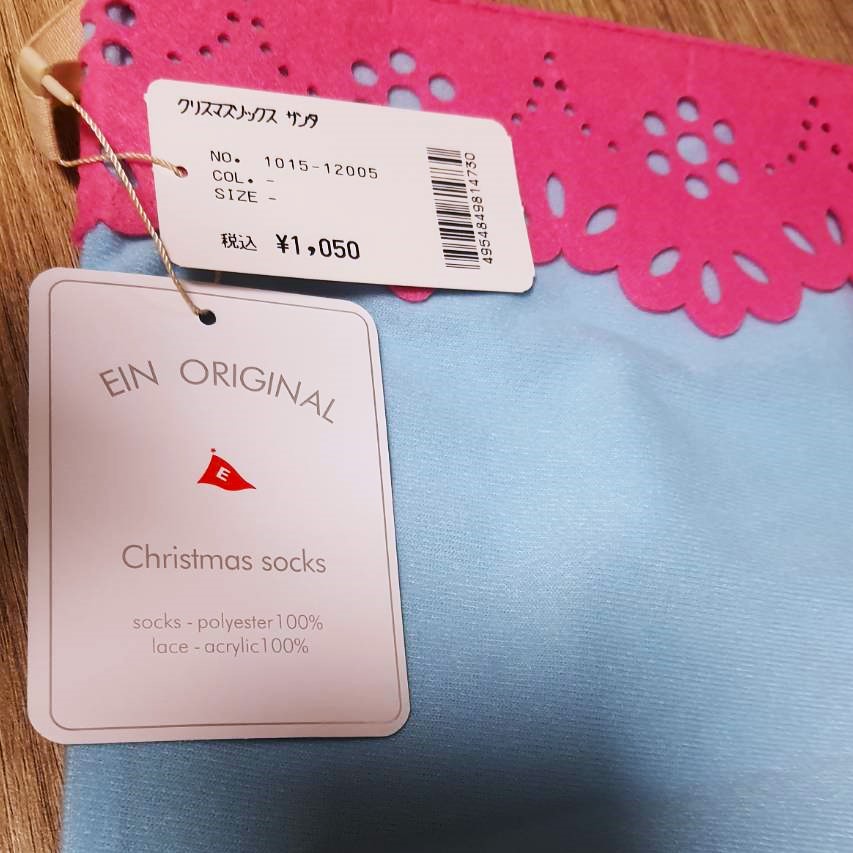 クリスマスソックス サンタ
NO. 1015-12005
COL. -
SIZE -
税込 ¥1,050
4954849814730
EIN ORIGINAL
E
Christmas socks
socks - polyester100%
lace - acrylic100%